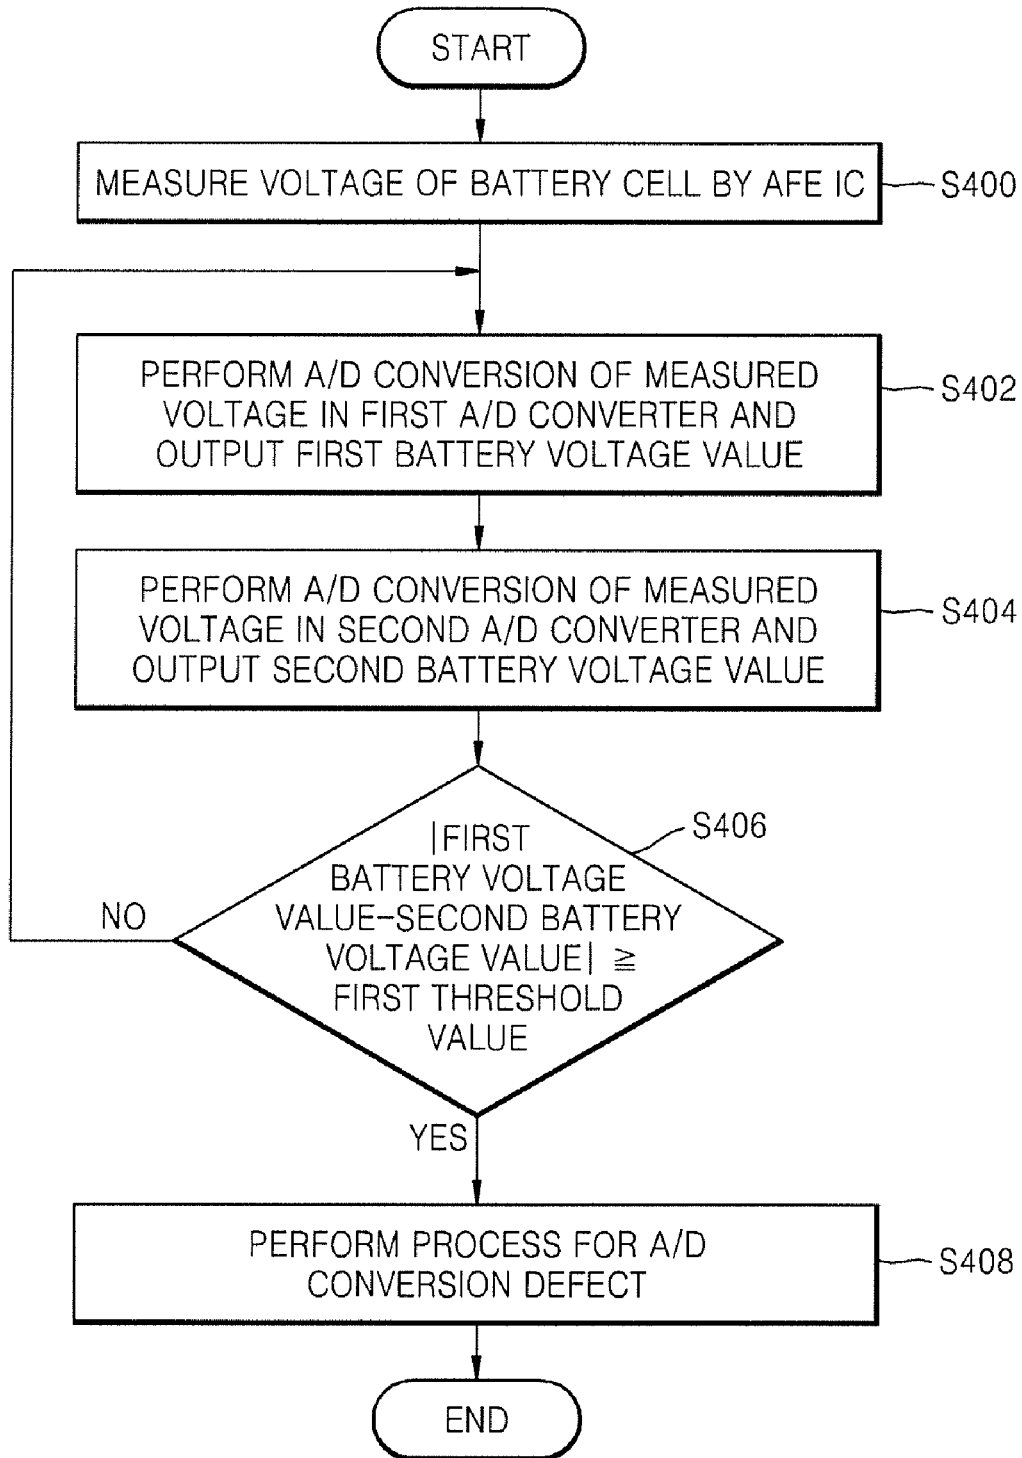 START
MEASURE VOLTAGE OF BATTERY CELL BY AFE IC
S400
PERFORM A/D CONVERSION OF MEASURED
VOLTAGE IN FIRST A/D CONVERTER AND
OUTPUT FIRST BATTERY VOLTAGE VALUE
S402
PERFORM A/D CONVERSION OF MEASURED
VOLTAGE IN SECOND A/D CONVERTER AND
OUTPUT SECOND BATTERY VOLTAGE VALUE
S404
|FIRST
BATTERY VOLTAGE
VALUE-SECOND BATTERY
VOLTAGE VALUE| ≧
FIRST THRESHOLD
VALUE
S406
NO
YES
PERFORM PROCESS FOR A/D
CONVERSION DEFECT
S408
END